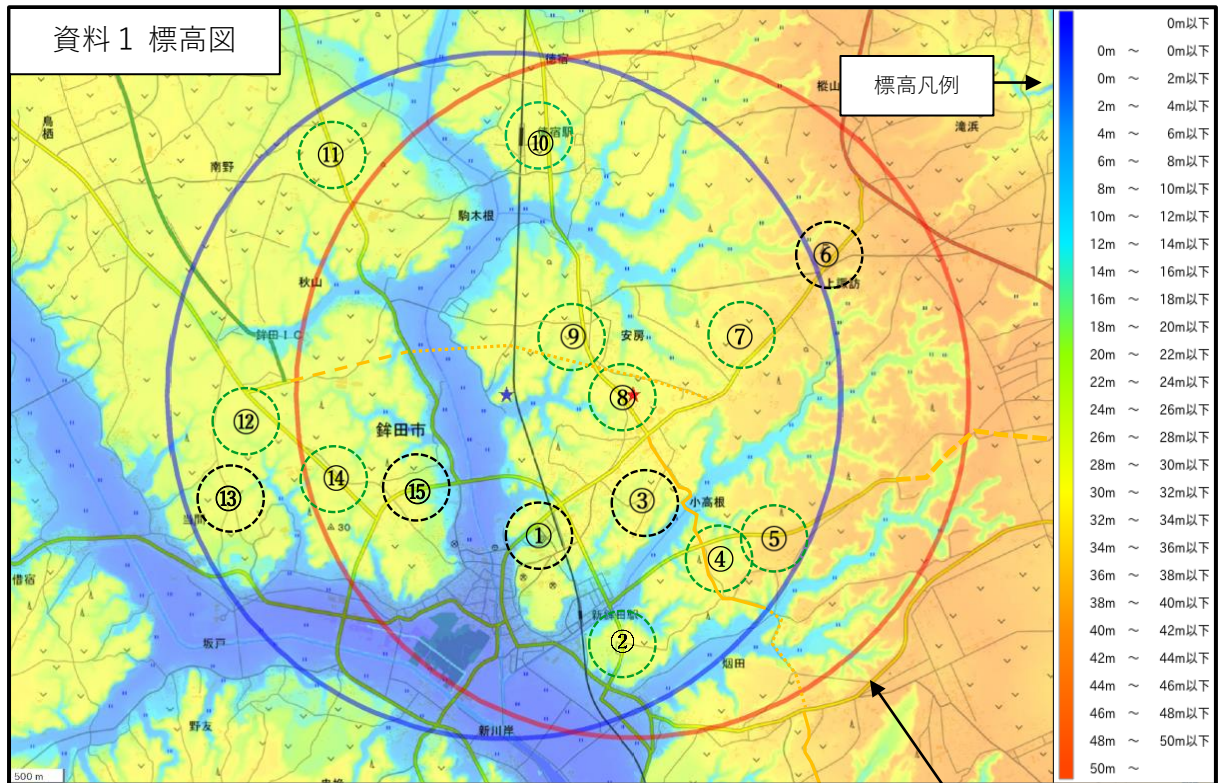 資料1 標高図
標高凡例
徳宿
樅山
滝浜
鳥栖
南野
⑪
⑩
宿駅
駒木根
⑥
上諏訪
秋山
鉾田IC
⑨
安房
⑦
⑧
⑫
鉾田市
⑭
⑮
⑬
当間
30
③
小高根
①
④
⑤
借宿
新鉾田駅
②
坂戸
烟田
野友
新川岸
500 m
0m以下
0m ～ 0m以下
0m ～ 2m以下
2m ～ 4m以下
4m ～ 6m以下
6m ～ 8m以下
8m ～ 10m以下
10m ～ 12m以下
12m ～ 14m以下
14m ～ 16m以下
16m ～ 18m以下
18m ～ 20m以下
20m ～ 22m以下
22m ～ 24m以下
24m ～ 26m以下
26m ～ 28m以下
28m ～ 30m以下
30m ～ 32m以下
32m ～ 34m以下
34m ～ 36m以下
36m ～ 38m以下
38m ～ 40m以下
40m ～ 42m以下
42m ～ 44m以下
44m ～ 46m以下
46m ～ 48m以下
48m ～ 50m以下
50m ～